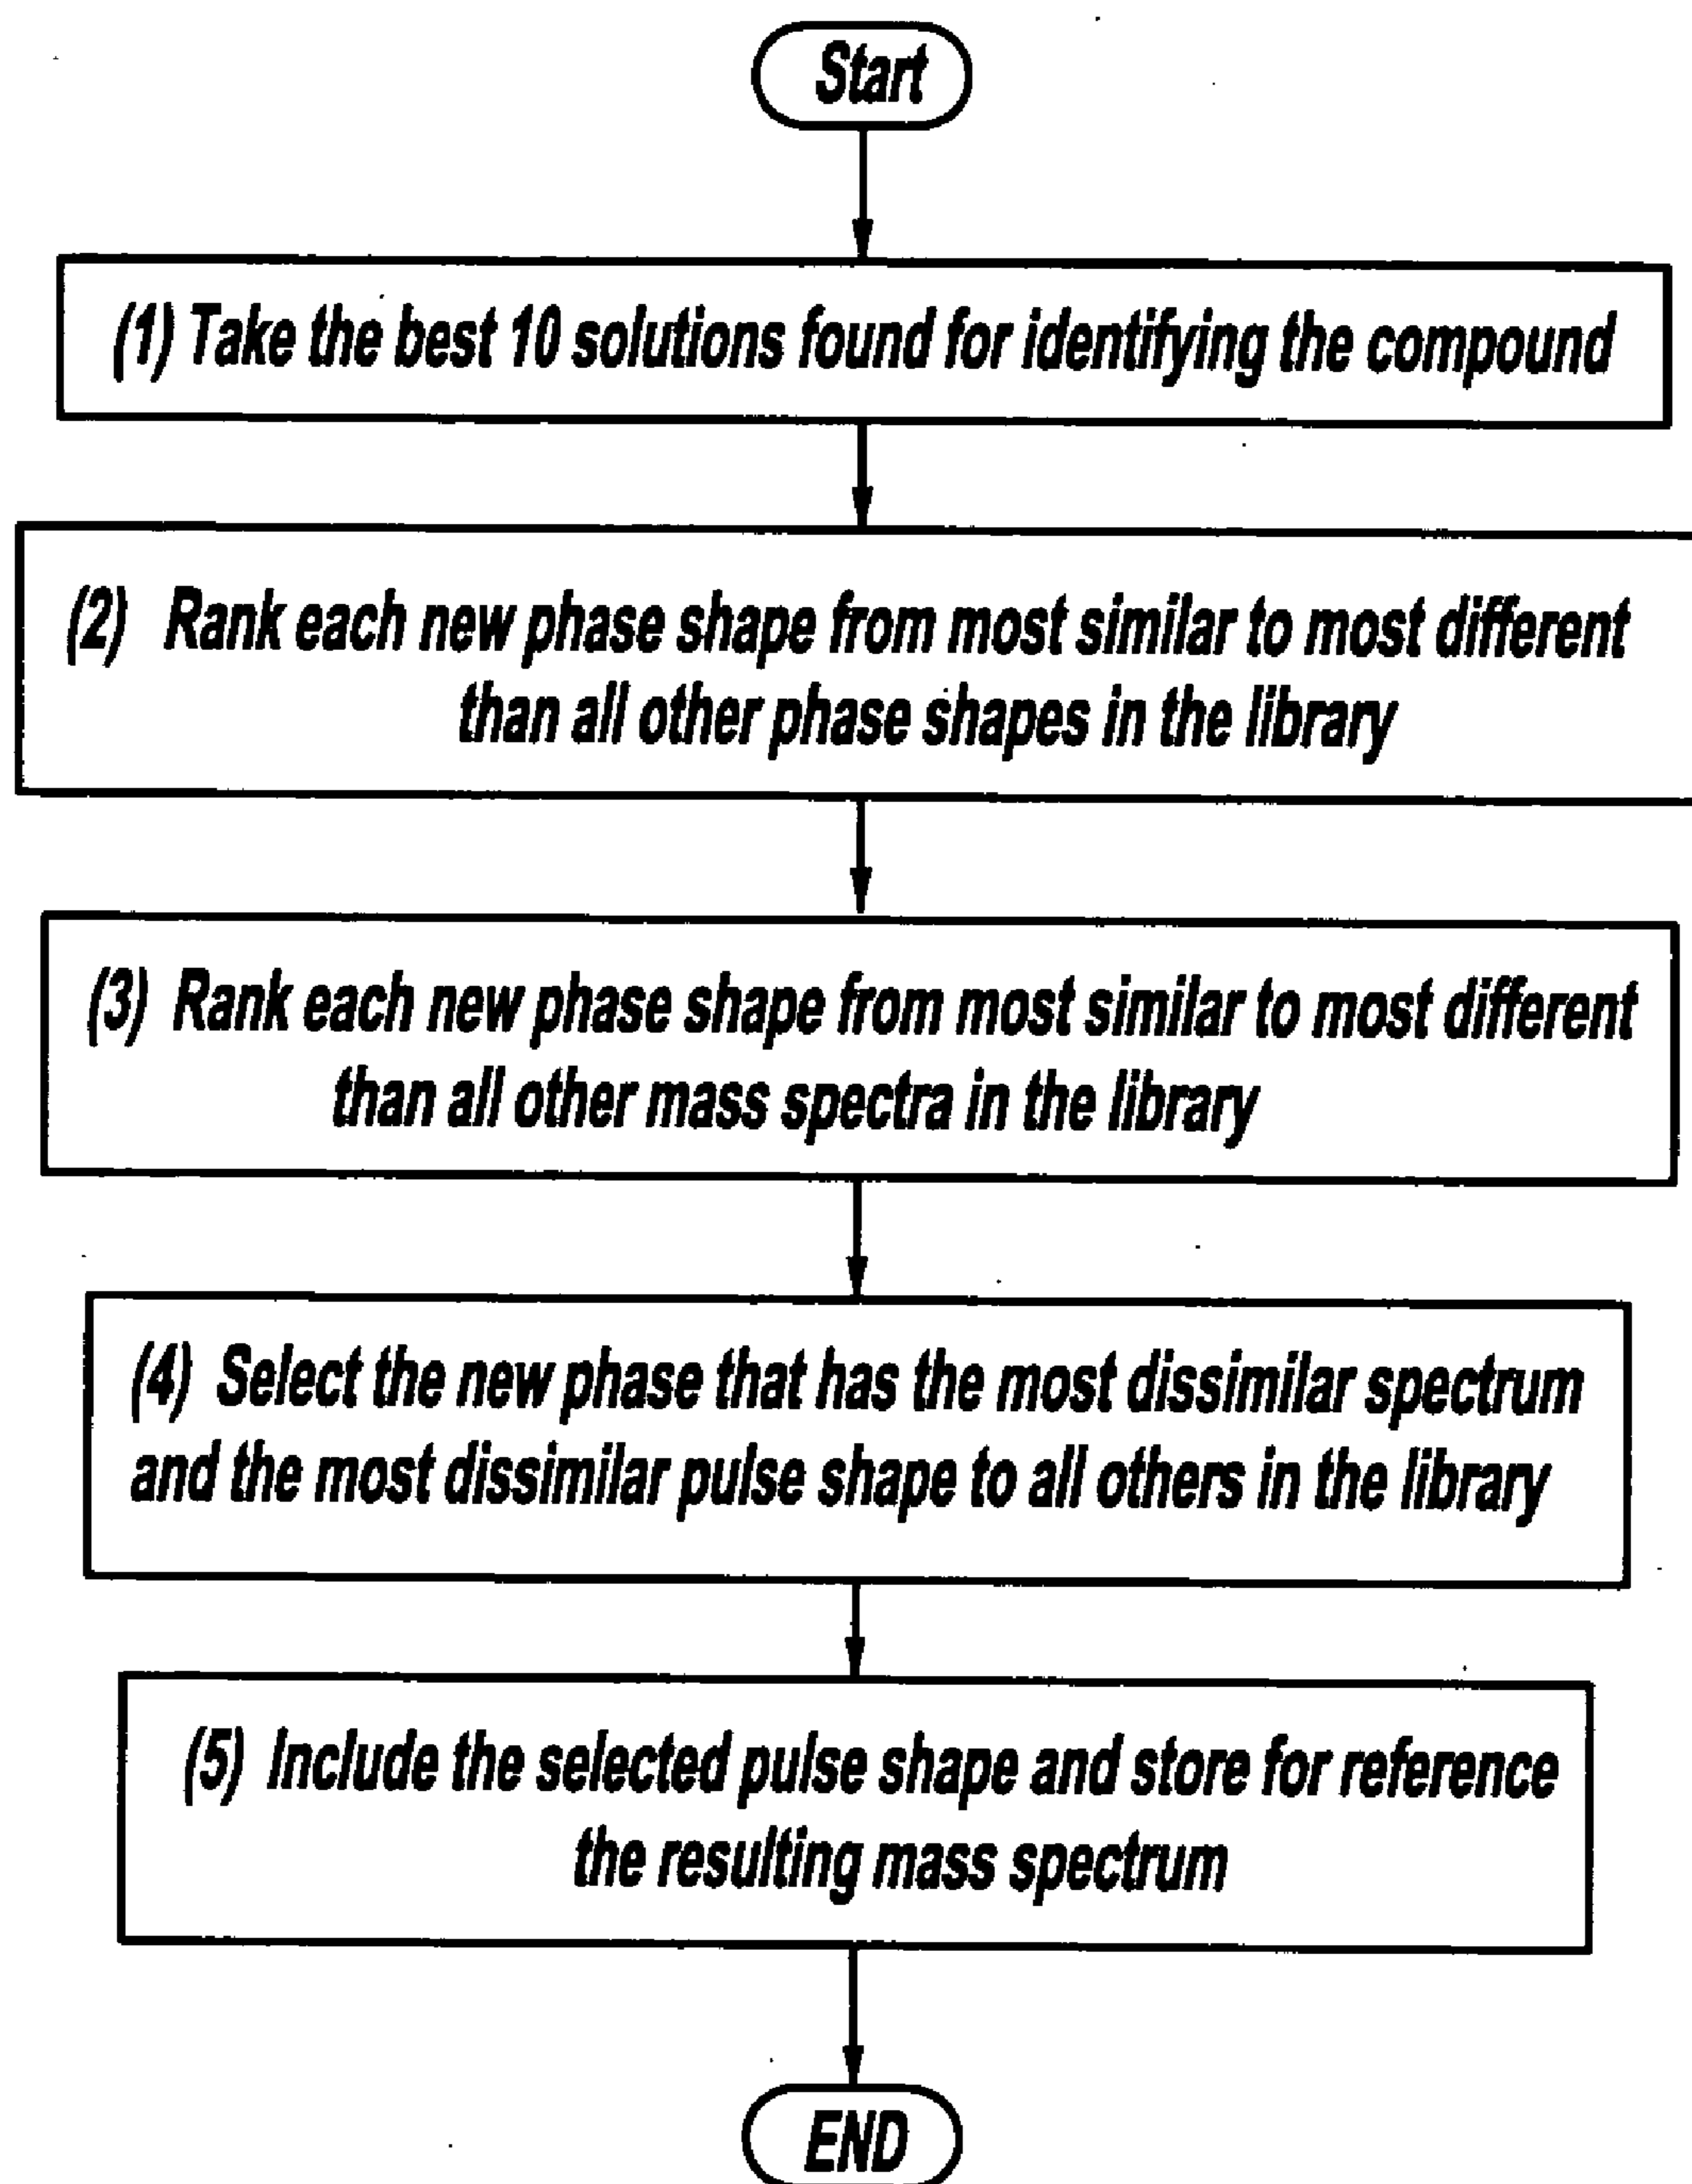 Start
(1) Take the best 10 solutions found for identifying the compound
(2) Rank each new phase shape from most similar to most different
than all other phase shapes in the library
(3) Rank each new phase shape from most similar to most different
than all other mass spectra in the library
(4) Select the new phase that has the most dissimilar spectrum
and the most dissimilar pulse shape to all others in the library
(5) Include the selected pulse shape and store for reference
the resulting mass spectrum
END